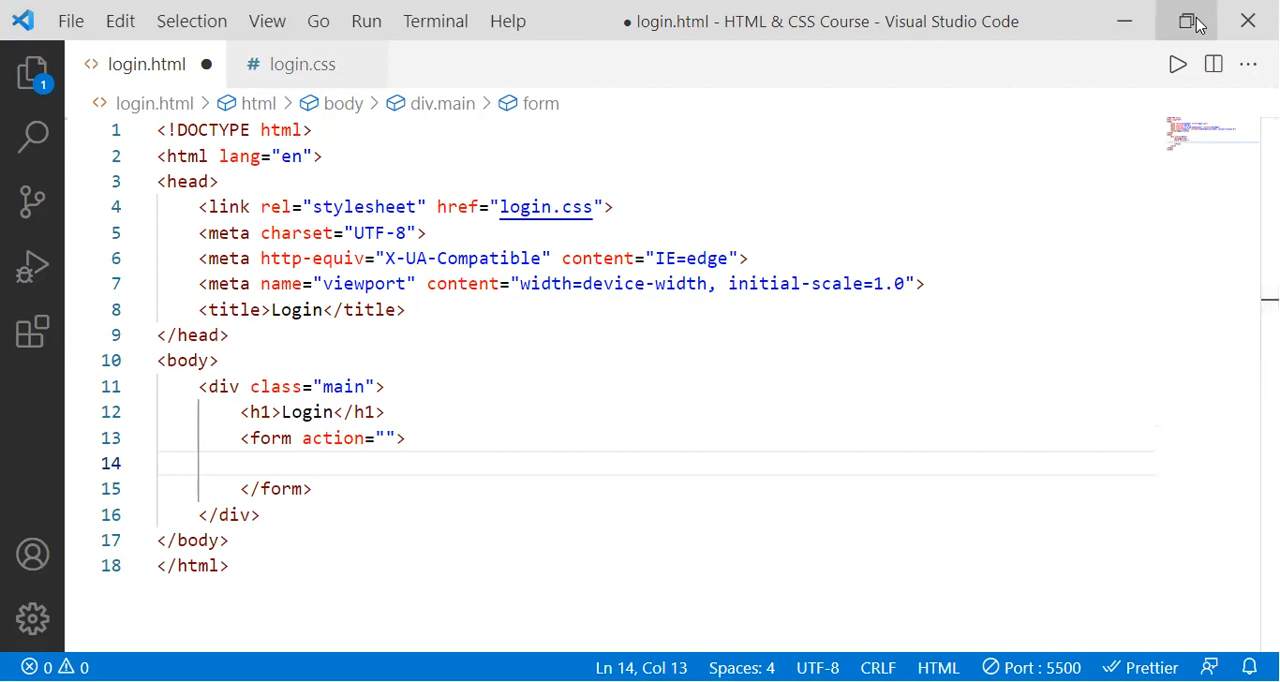 File Edit Selection View Go Run Terminal Help ● login.html - HTML & CSS Course - Visual Studio Code
<> login.html ● # login.css
1
<> login.html > html > body > div.main > form
1 <!DOCTYPE html>
2 <html lang="en">
3 <head>
4 <link rel="stylesheet" href="login.css">
5 <meta charset="UTF-8">
6 <meta http-equiv="X-UA-Compatible" content="IE=edge">
7 <meta name="viewport" content="width=device-width, initial-scale=1.0">
8 <title>Login</title>
9 </head>
10 <body>
11 <div class="main">
12 <h1>Login</h1>
13 <form action="">
14
15 </form>
16 </div>
17 </body>
18 </html>
0 0 Ln 14, Col 13 Spaces: 4 UTF-8 CRLF HTML Port : 5500 Prettier